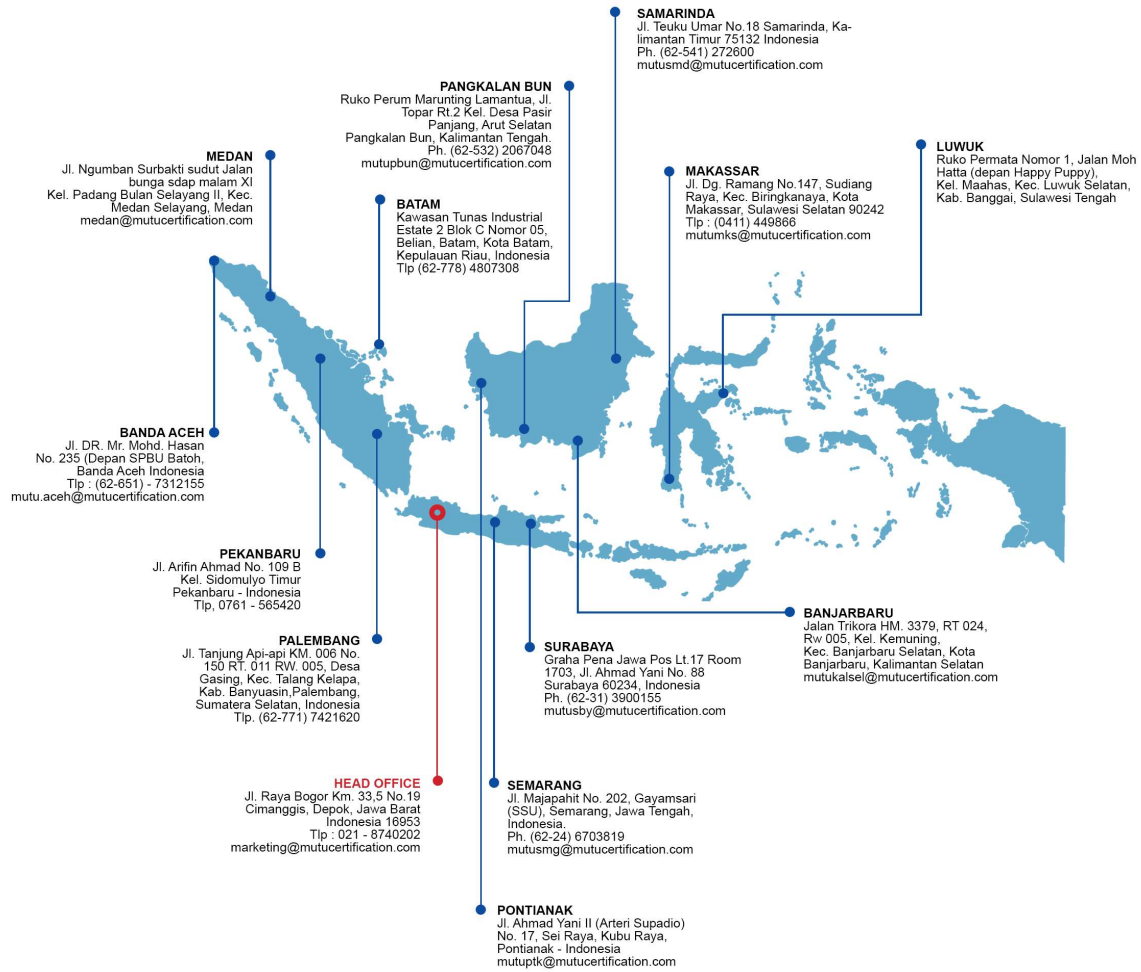 SAMARINDA
Jl. Teuku Umar No.18 Samarinda, Ka-
limantan Timur 75132 Indonesia
Ph. (62-541) 272600
mutusmd@mutucertification.com
PANGKALAN BUN
Ruko Perum Marunting Lamantua, Jl.
Topar Rt.2 Kel. Desa Pasir
Panjang, Arut Selatan
Pangkalan Bun, Kalimantan Tengah.
Ph. (62-532) 2067048
mutupbun@mutucertification.com
MEDAN
Jl. Ngumban Surbakti sudut Jalan
bunga sdap malam XI
Kel. Padang Bulan Selayang II, Kec.
Medan Selayang, Medan
medan@mutucertification.com
BATAM
Kawasan Tunas Industrial
Estate 2 Blok C Nomor 05,
Belian, Batam, Kota Batam,
Kepulauan Riau, Indonesia
Tlp (62-778) 4807308
MAKASSAR
Jl. Dg. Ramang No.147, Sudiang
Raya, Kec. Biringkanaya, Kota
Makassar, Sulawesi Selatan 90242
Tlp : (0411) 449866
mutumks@mutucertification.com
LUWUK
Ruko Permata Nomor 1, Jalan Moh
Hatta (depan Happy Puppy),
Kel. Maahas, Kec. Luwuk Selatan,
Kab. Banggai, Sulawesi Tengah
BANDA ACEH
Jl. DR. Mr. Mohd. Hasan
No. 235 (Depan SPBU Batoh,
Banda Aceh Indonesia
Tlp : (62-651) - 7312155
mutu.aceh@mutucertification.com
PEKANBARU
Jl. Arifin Ahmad No. 109 B
Kel. Sidomulyo Timur
Pekanbaru - Indonesia
Tlp, 0761 - 565420
PALEMBANG
Jl. Tanjung Api-api KM. 006 No.
150 RT. 011 RW. 005, Desa
Gasing, Kec. Talang Kelapa,
Kab. Banyuasin,Palembang,
Sumatera Selatan, Indonesia
Tlp. (62-771) 7421620
SURABAYA
Graha Pena Jawa Pos Lt.17 Room
1703, Jl. Ahmad Yani No. 88
Surabaya 60234, Indonesia
Ph. (62-31) 3900155
mutusby@mutucertification.com
BANJARBARU
Jalan Trikora HM. 3379, RT 024,
Rw 005, Kel. Kemuning,
Kec. Banjarbaru Selatan, Kota
Banjarbaru, Kalimantan Selatan
mutukalsel@mutucertification.com
HEAD OFFICE
Jl. Raya Bogor Km. 33,5 No.19
Cimanggis, Depok, Jawa Barat
Indonesia 16953
Tlp : 021 - 8740202
marketing@mutucertification.com
SEMARANG
Jl. Majapahit No. 202, Gayamsari
(SSU), Semarang, Jawa Tengah,
Indonesia.
Ph. (62-24) 6703819
mutusmg@mutucertification.com
PONTIANAK
Jl. Ahmad Yani II (Arteri Supadio)
No. 17, Sei Raya, Kubu Raya,
Pontianak - Indonesia
mutuptk@mutucertification.com